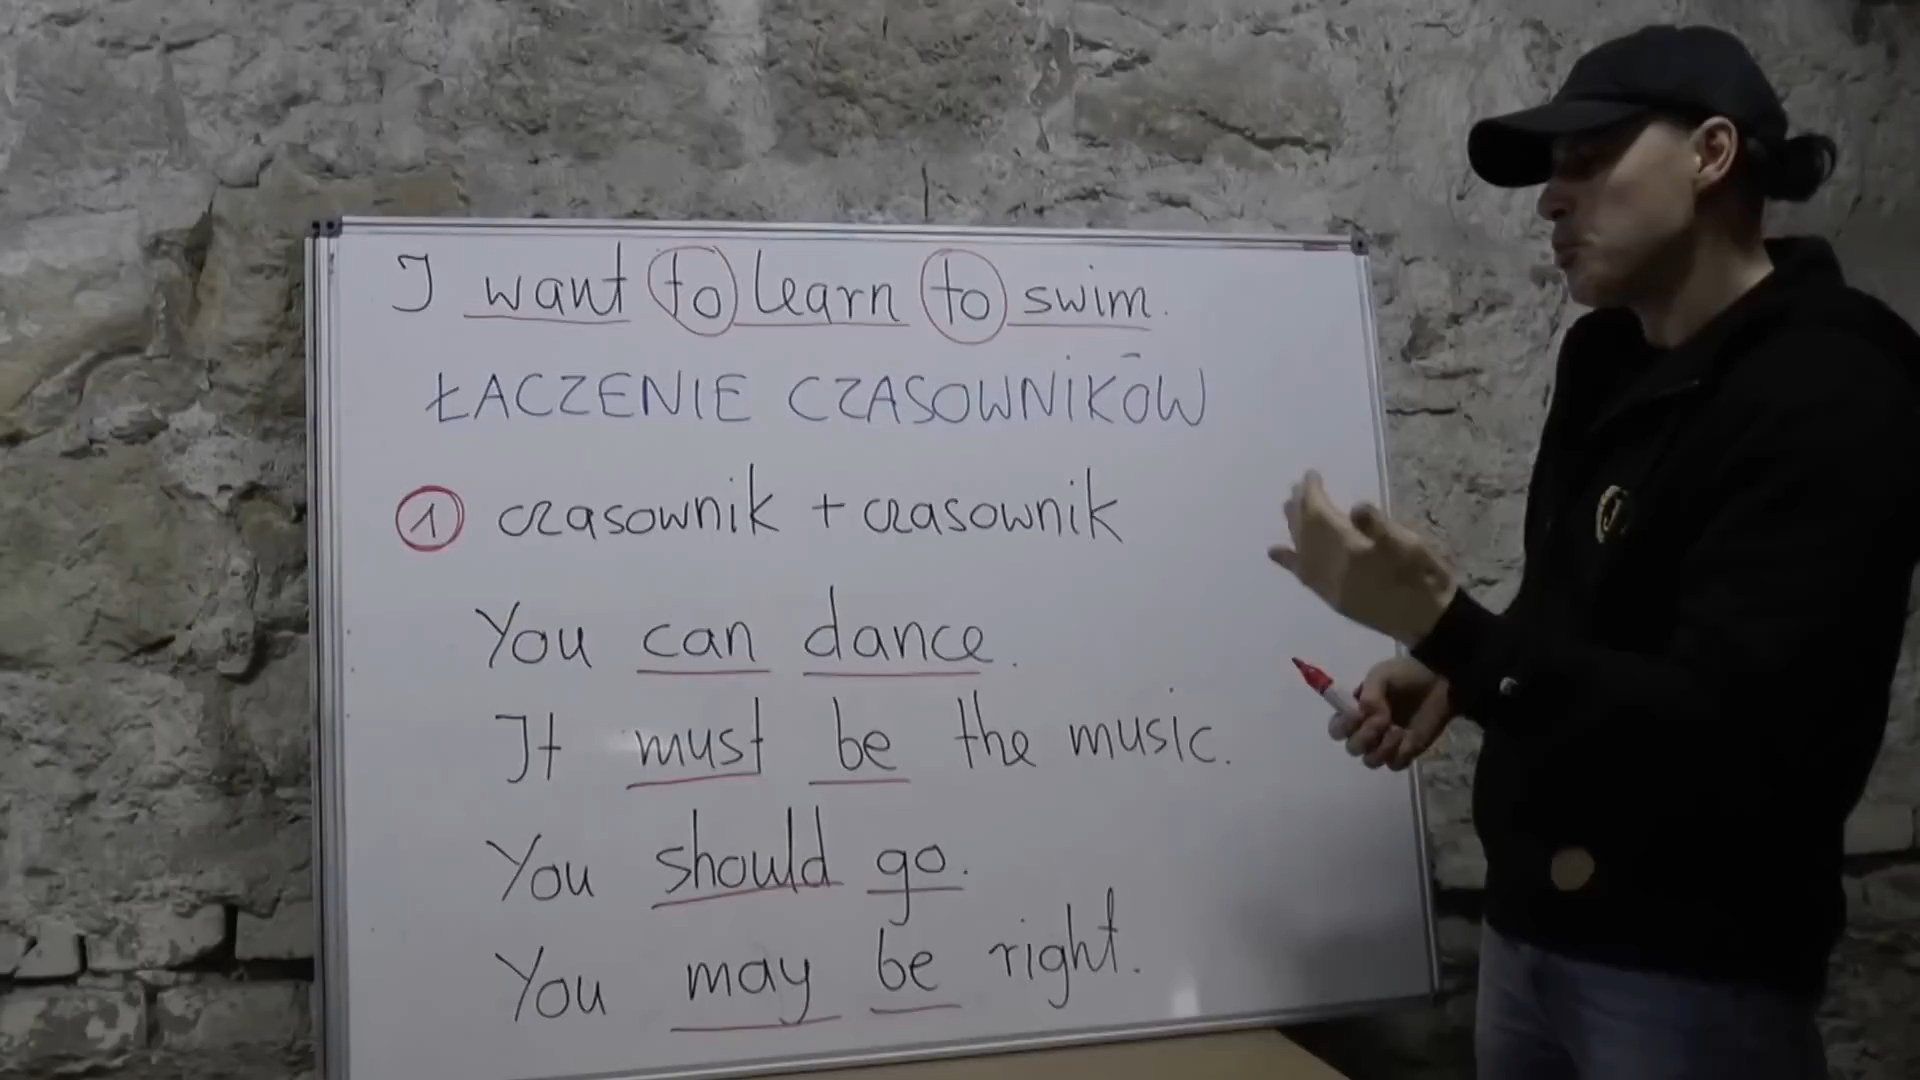 I want to learn to swim.
ŁACZENIE CZASOWNIKÓW
1 czasownik + czasownik
You can dance.
It must be the music.
You should go.
You may be right.